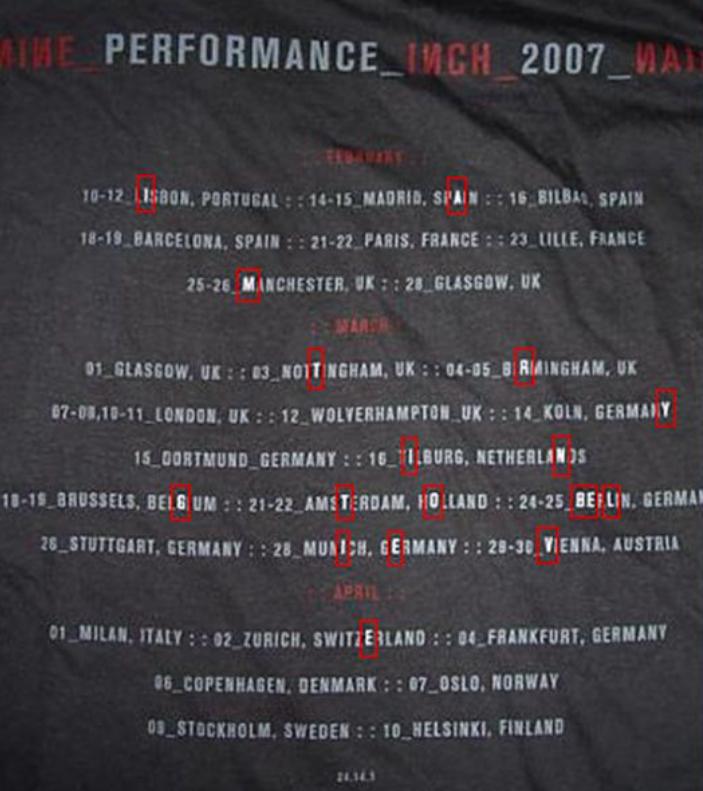 NINE_PERFORMANCE_INCH_2007_NAI
: : FEBRUARY : :
10-12_LISBON, PORTUGAL : : 14-15_MADRID, SPAIN : : 16_BILBAO, SPAIN
18-19_BARCELONA, SPAIN : : 21-22_PARIS, FRANCE : : 23_LILLE, FRANCE
25-26_MANCHESTER, UK : : 28_GLASGOW, UK
: : MARCH : :
01_GLASGOW, UK : : 03_NOTTINGHAM, UK : : 04-05_BIRMINGHAM, UK
07-08,10-11_LONDON, UK : : 12_WOLVERHAMPTON_UK : : 14_KOLN, GERMANY
15_DORTMUND_GERMANY : : 16_TILBURG, NETHERLANDS
18-19_BRUSSELS, BELGIUM : : 21-22_AMSTERDAM, HOLLAND : : 24-25_BERLIN, GERMAN
26_STUTTGART, GERMANY : : 28_MUNICH, GERMANY : : 29-30_VIENNA, AUSTRIA
: : APRIL : :
01_MILAN, ITALY : : 02_ZURICH, SWITZERLAND : : 04_FRANKFURT, GERMANY
06_COPENHAGEN, DENMARK : : 07_OSLO, NORWAY
09_STOCKHOLM, SWEDEN : : 10_HELSINKI, FINLAND